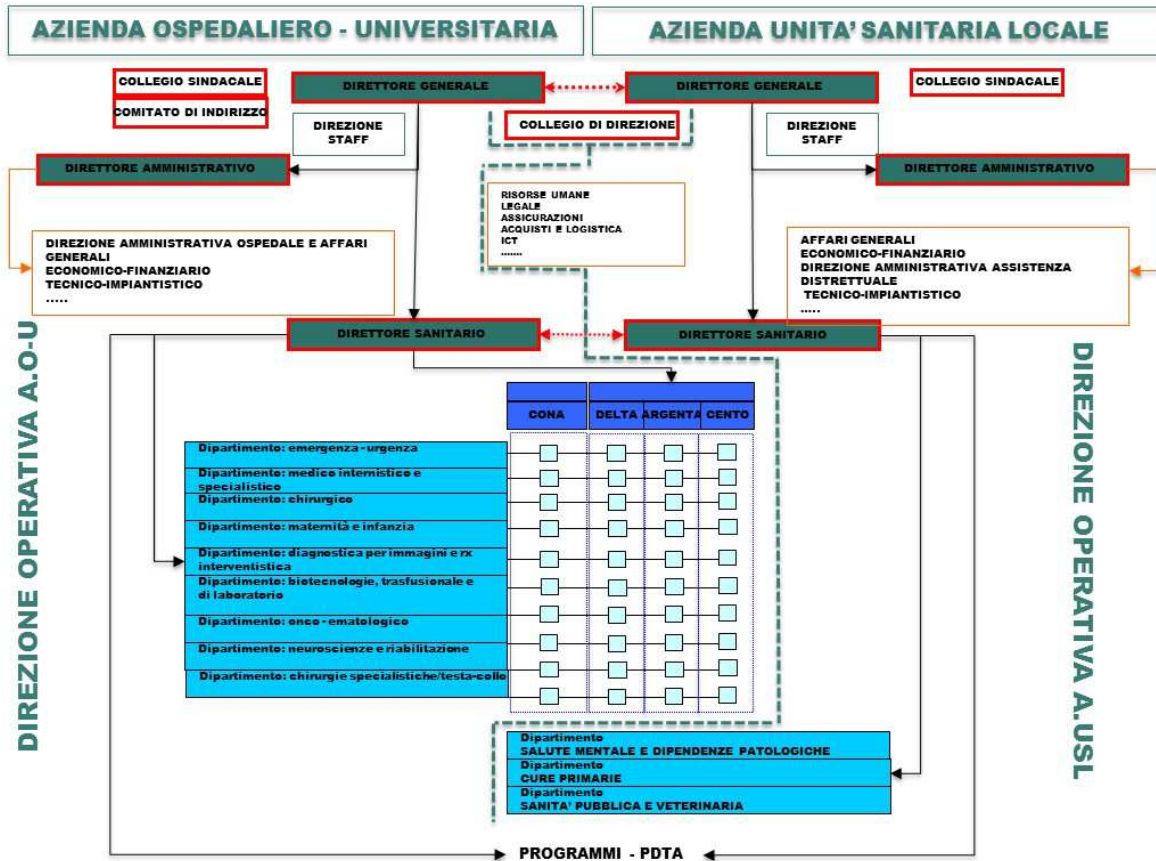 AZIENDA OSPEDALIERO - UNIVERSITARIA
AZIENDA UNITA’ SANITARIA LOCALE
COLLEGIO SINDACALE
COMITATO DI INDIRIZZO
DIRETTORE GENERALE
DIRETTORE GENERALE
COLLEGIO SINDACALE
DIREZIONE
STAFF
COLLEGIO DI DIREZIONE
DIREZIONE
STAFF
DIRETTORE AMMINISTRATIVO
DIRETTORE AMMINISTRATIVO
RISORSE UMANE
LEGALE
ASSICURAZIONI
ACQUISTI E LOGISTICA
ICT
.......
DIREZIONE AMMINISTRATIVA OSPEDALE E AFFARI
GENERALI
ECONOMICO-FINANZIARIO
TECNICO-IMPIANTISTICO
.....
AFFARI GENERALI
ECONOMICO-FINANZIARIO
DIREZIONE AMMINISTRATIVA ASSISTENZA
DISTRETTUALE
TECNICO-IMPIANTISTICO
.....
DIRETTORE SANITARIO
DIRETTORE SANITARIO
DIREZIONE OPERATIVA A.O-U
DIREZIONE OPERATIVA A.USL
CONA
DELTA
ARGENTA
CENTO
Dipartimento: emergenza - urgenza
Dipartimento: medico internistico e
specialistico
Dipartimento: chirurgico
Dipartimento: maternità e infanzia
Dipartimento: diagnostica per immagini e rx
interventistica
Dipartimento: biotecnologie, trasfusionale e
di laboratorio
Dipartimento: onco - ematologico
Dipartimento: neuroscienze e riabilitazione
Dipartimento: chirurgie specialistiche/testa-collo
Dipartimento
SALUTE MENTALE E DIPENDENZE PATOLOGICHE
Dipartimento
CURE PRIMARIE
Dipartimento
SANITA’ PUBBLICA E VETERINARIA
PROGRAMMI - PDTA